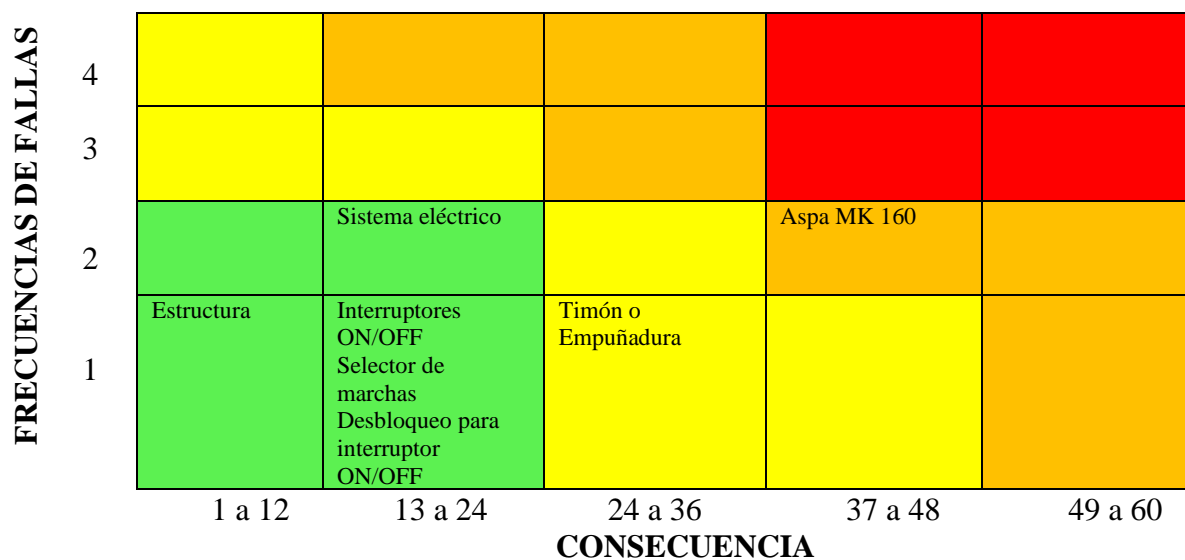 FRECUENCIAS DE FALLAS
4
3
2
Sistema eléctrico
Aspa MK 160
1
Estructura
Interruptores
ON/OFF
Selector de
marchas
Desbloqueo para
interruptor
ON/OFF
Timón o
Empuñadura
1 a 12
13 a 24
24 a 36
37 a 48
49 a 60
CONSECUENCIA